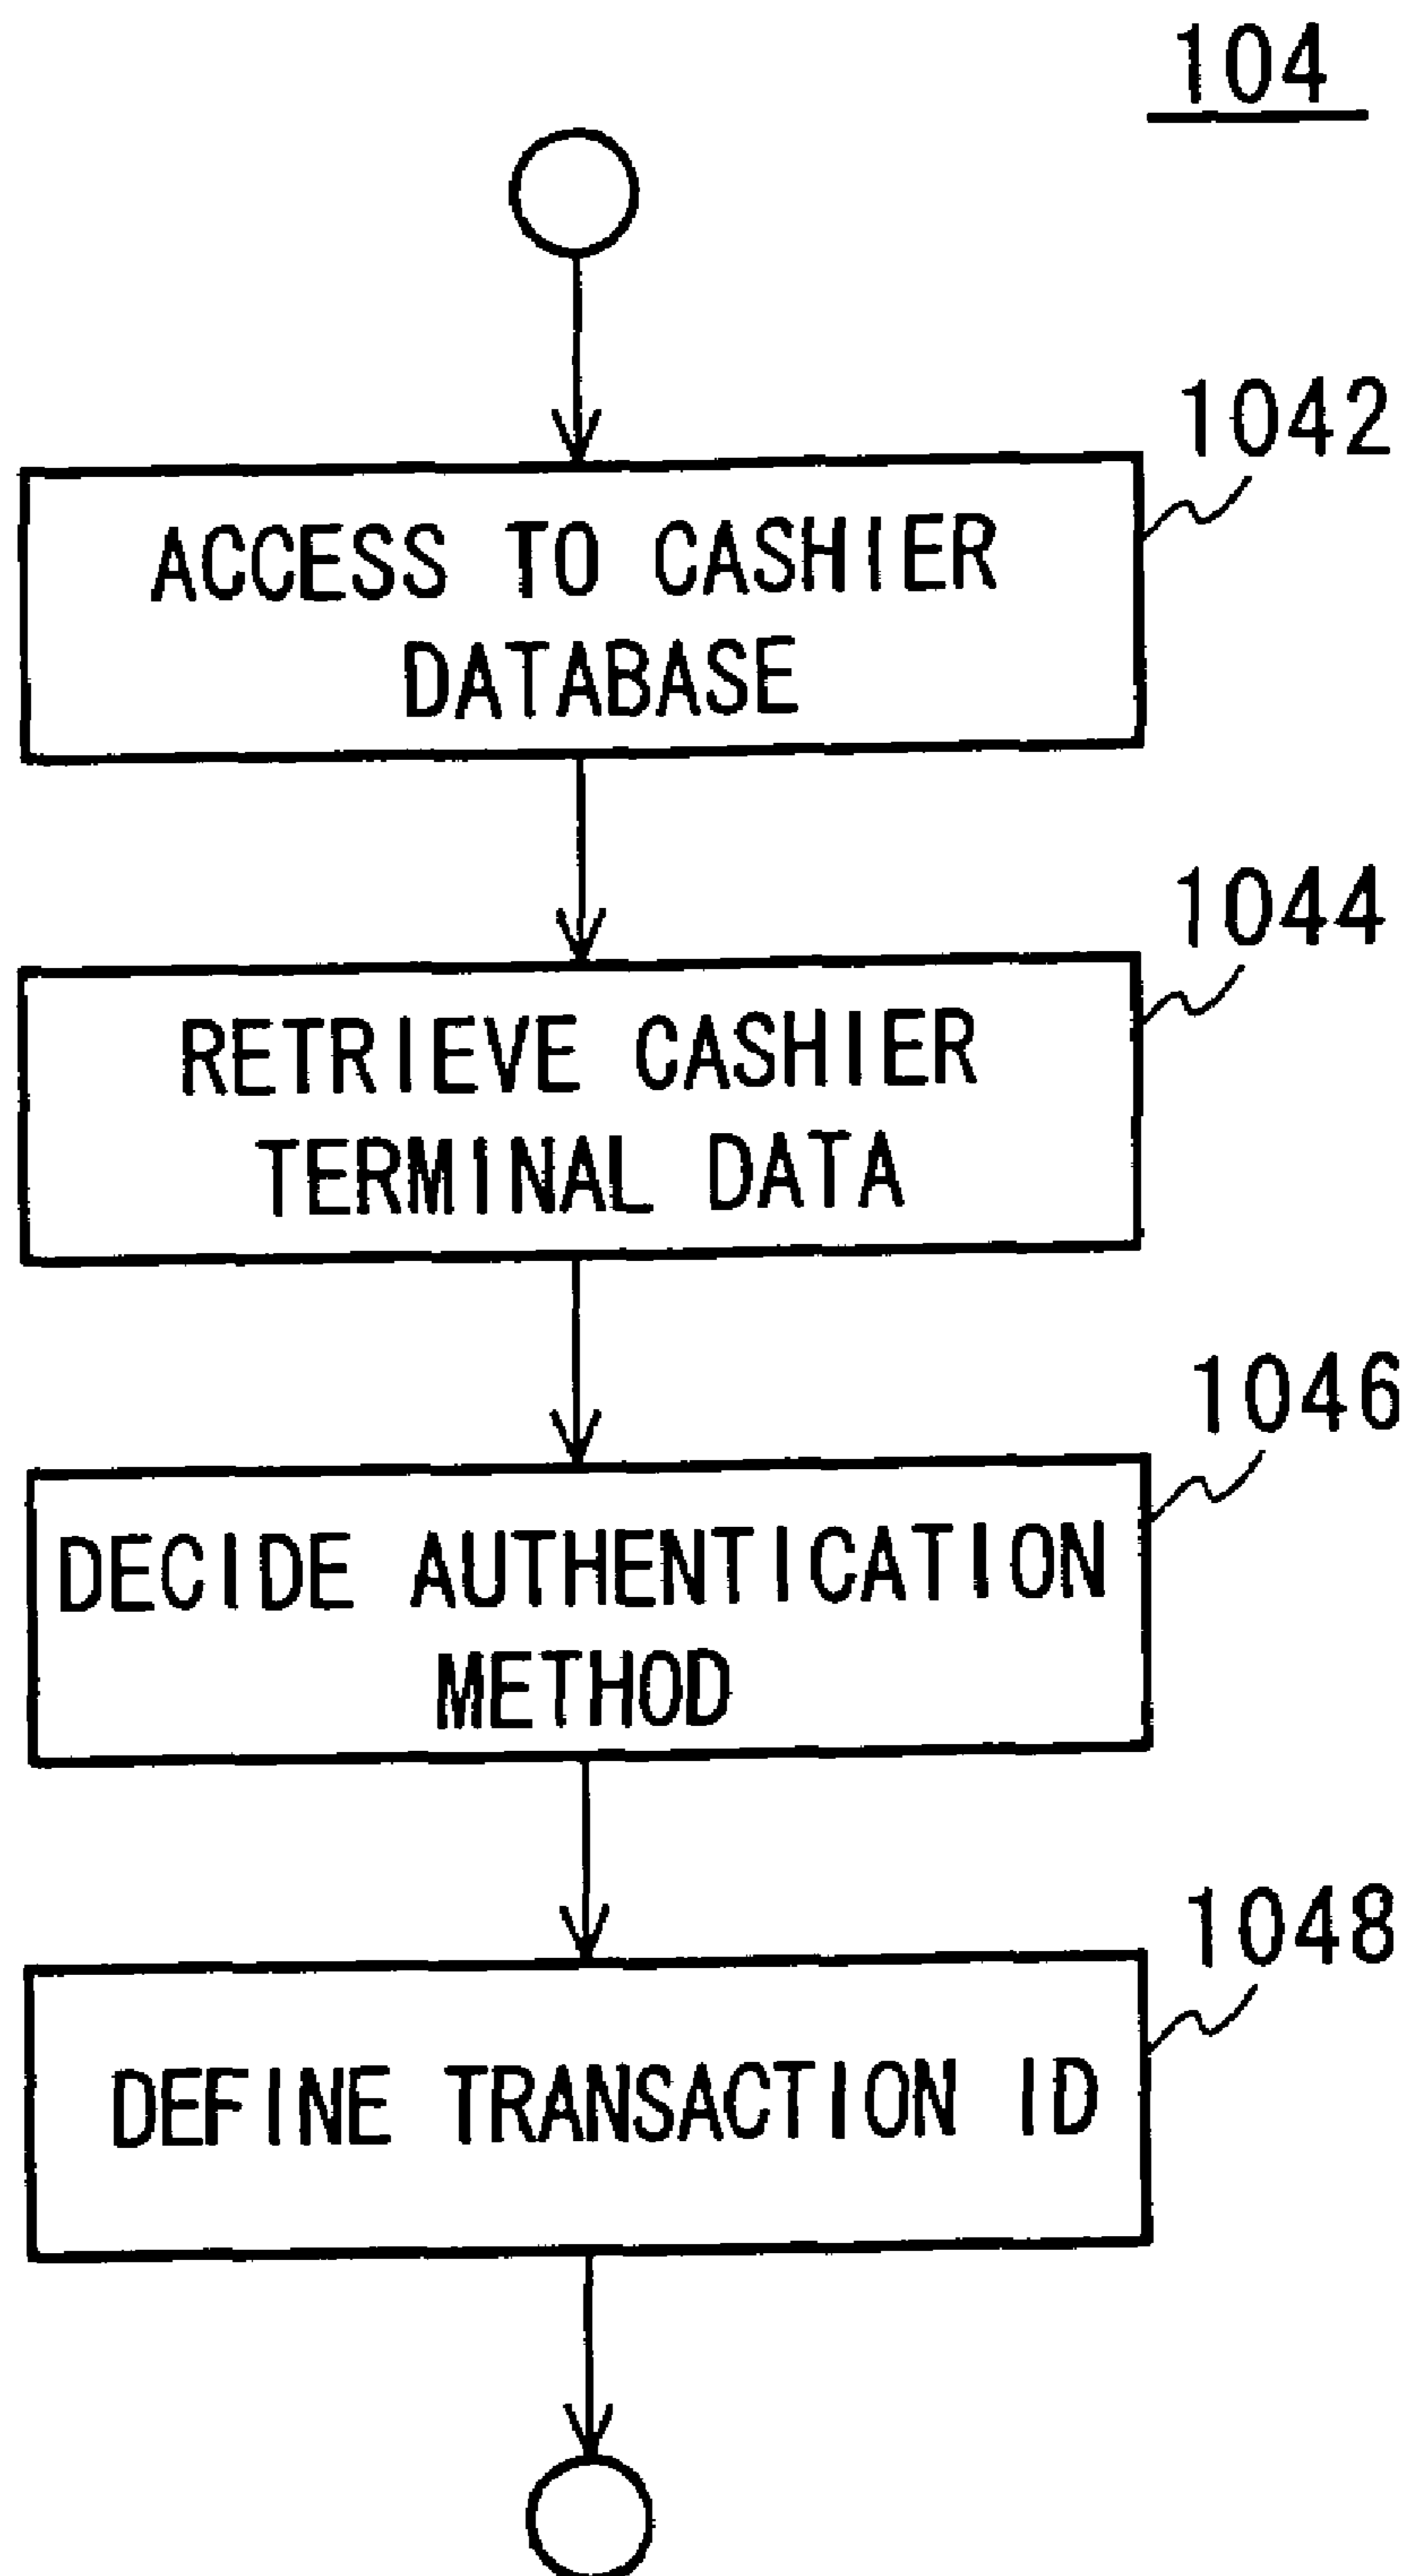 104
1042
ACCESS TO CASHIER
DATABASE
1044
RETRIEVE CASHIER
TERMINAL DATA
1046
DECIDE AUTHENTICATION
METHOD
1048
DEFINE TRANSACTION ID